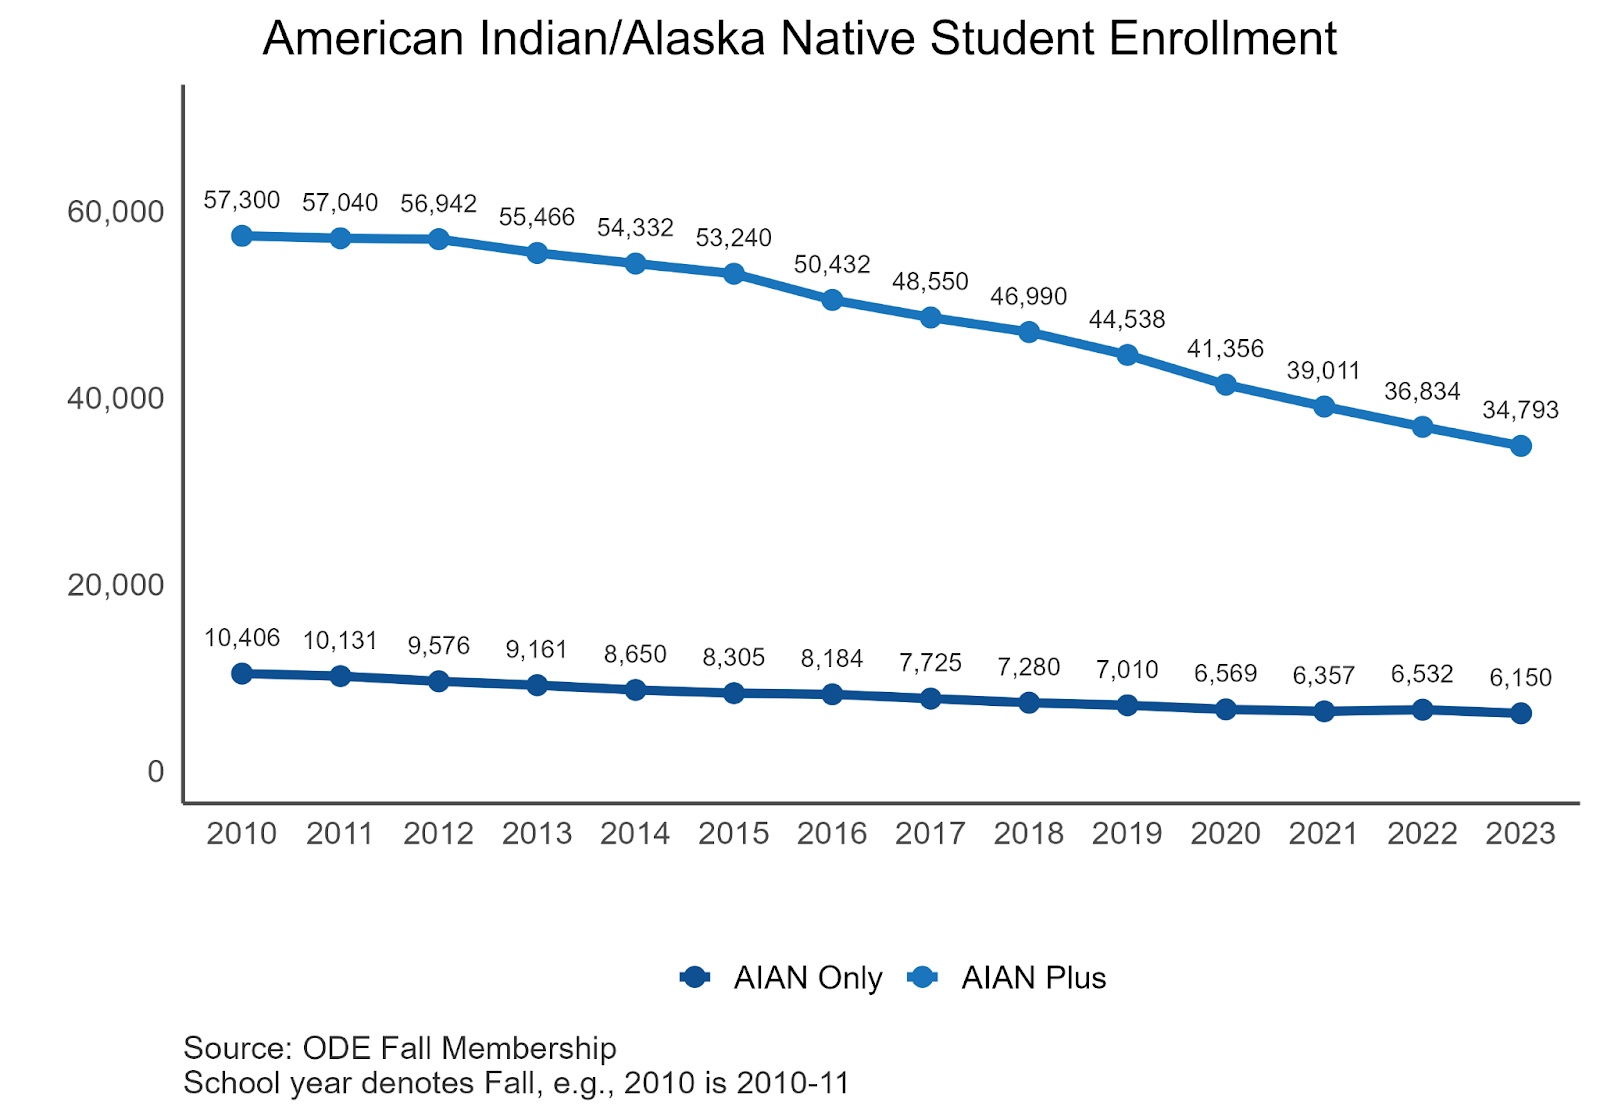 American Indian/Alaska Native Student Enrollment
60,000
40,000
20,000
0
57,300 57,040 56,942 55,466 54,332 53,240 50,432 48,550 46,990 44,538 41,356 39,011 36,834 34,793
10,406 10,131 9,576 9,161 8,650 8,305 8,184 7,725 7,280 7,010 6,569 6,357 6,532 6,150
2010 2011 2012 2013 2014 2015 2016 2017 2018 2019 2020 2021 2022 2023
AIAN Only AIAN Plus
Source: ODE Fall Membership
School year denotes Fall, e.g., 2010 is 2010-11